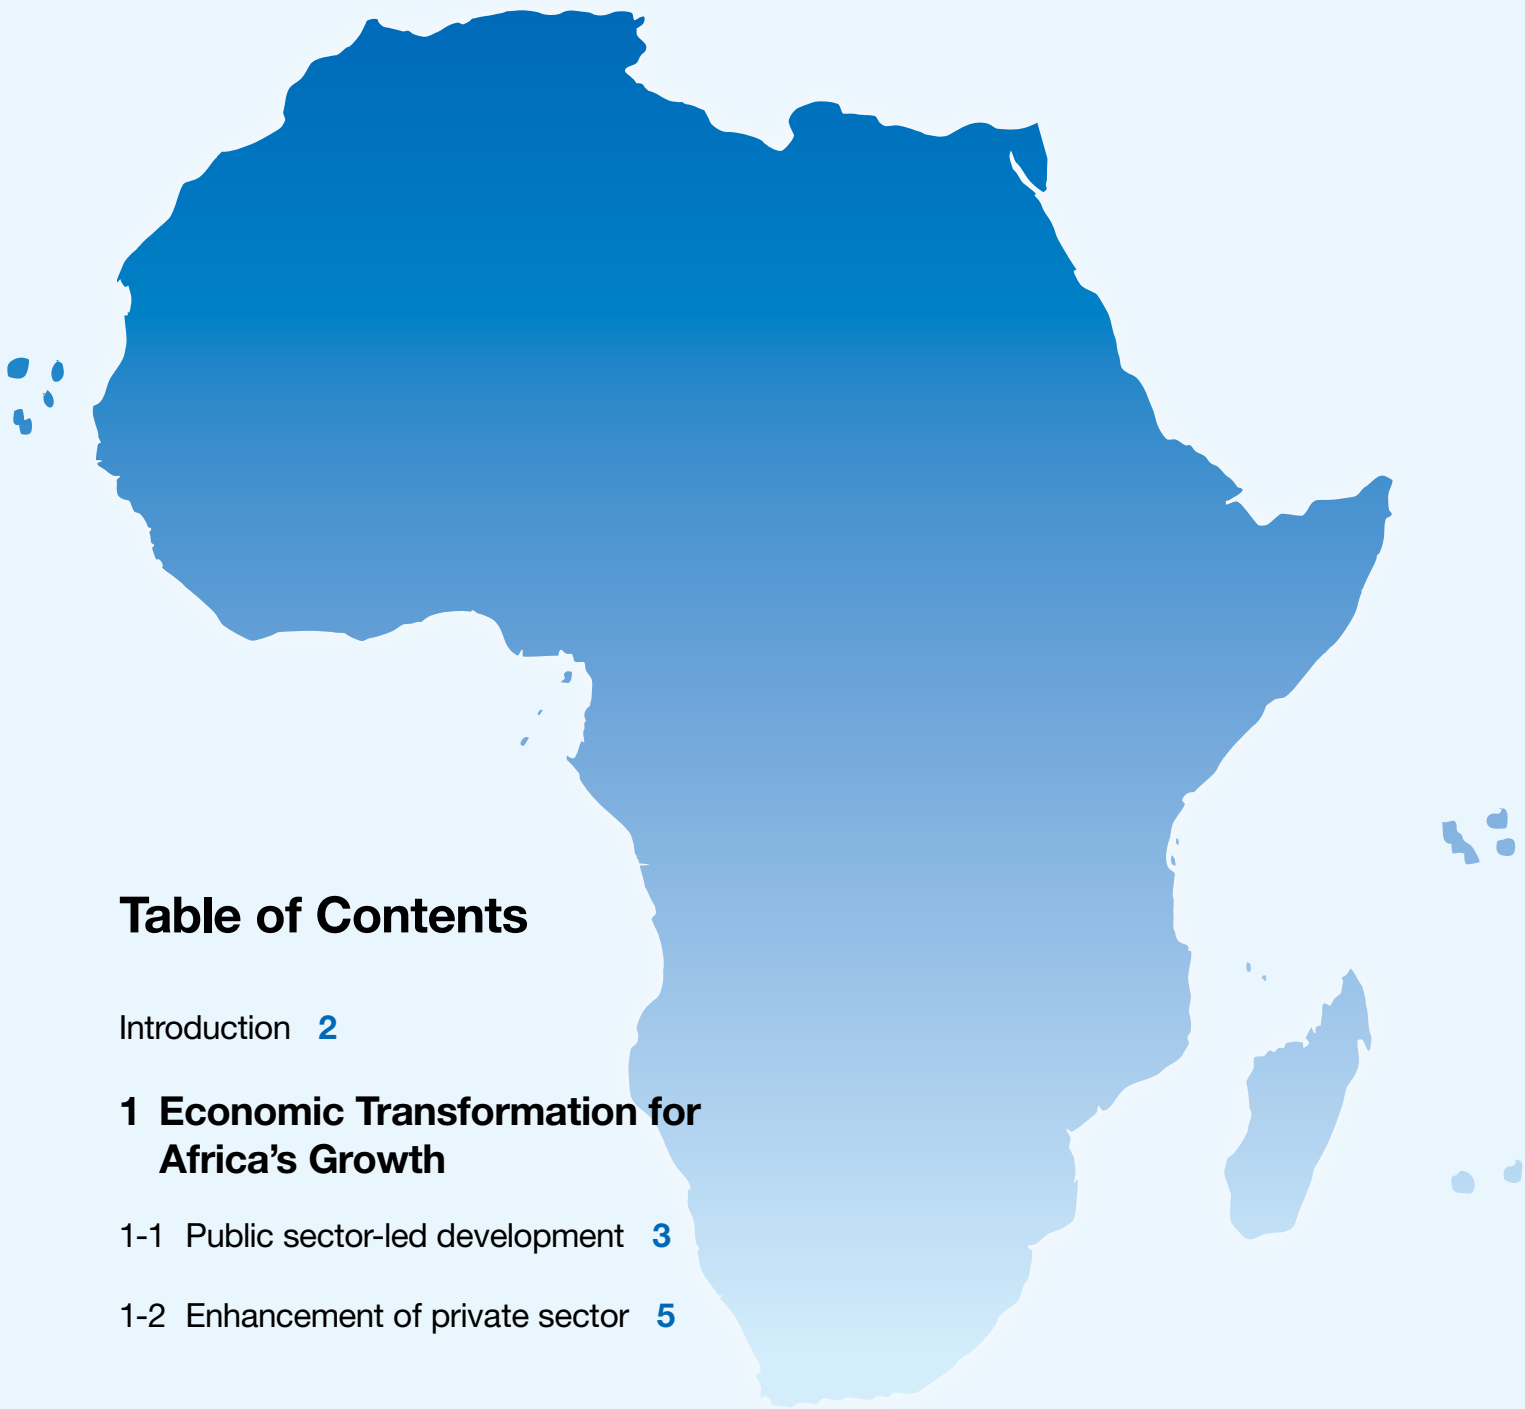 Table of Contents
Introduction 2
1 Economic Transformation for
Africa’s Growth
1-1 Public sector-led development 3
1-2 Enhancement of private sector 5